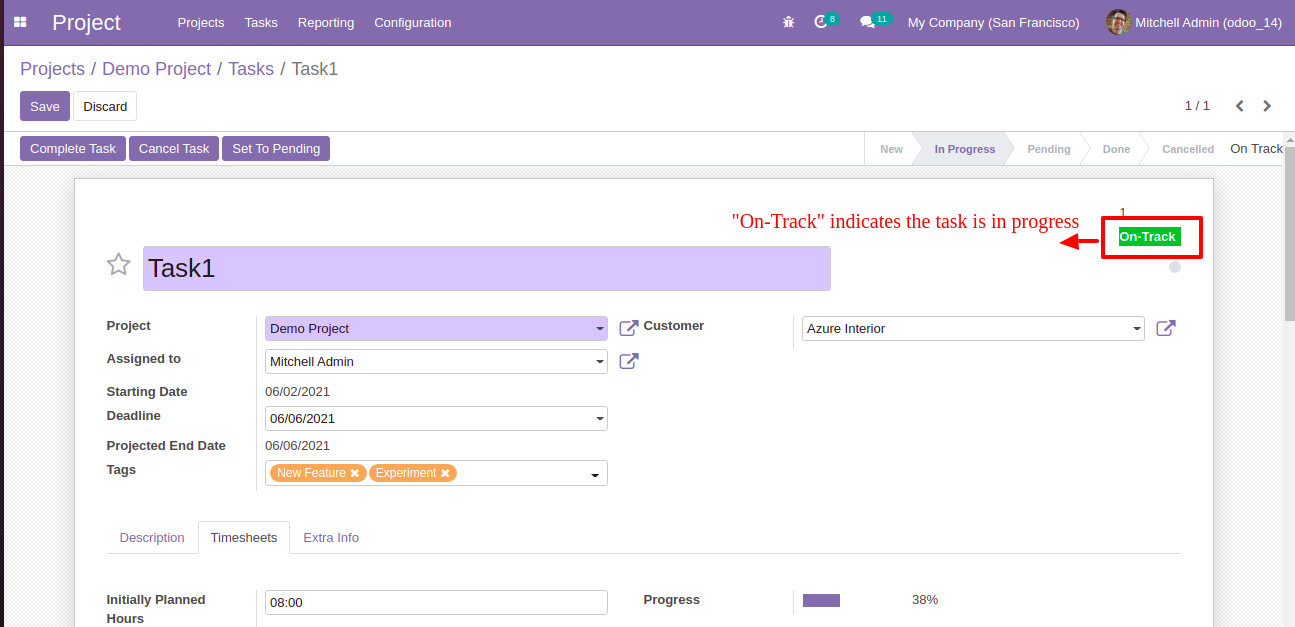 Project Projects Tasks Reporting Configuration 8 11 My Company (San Francisco) Mitchell Admin (odoo_14)
Projects / Demo Project / Tasks / Task1
Save Discard 1 / 1
Complete Task Cancel Task Set To Pending New In Progress Pending Done Cancelled On Track
1
"On-Track" indicates the task is in progress
On-Track
Task1
Project Demo Project Customer Azure Interior
Assigned to Mitchell Admin
Starting Date 06/02/2021
Deadline 06/06/2021
Projected End Date 06/06/2021
Tags New Feature Experiment
Description Timesheets Extra Info
Initially Planned Hours 08:00 Progress 38%